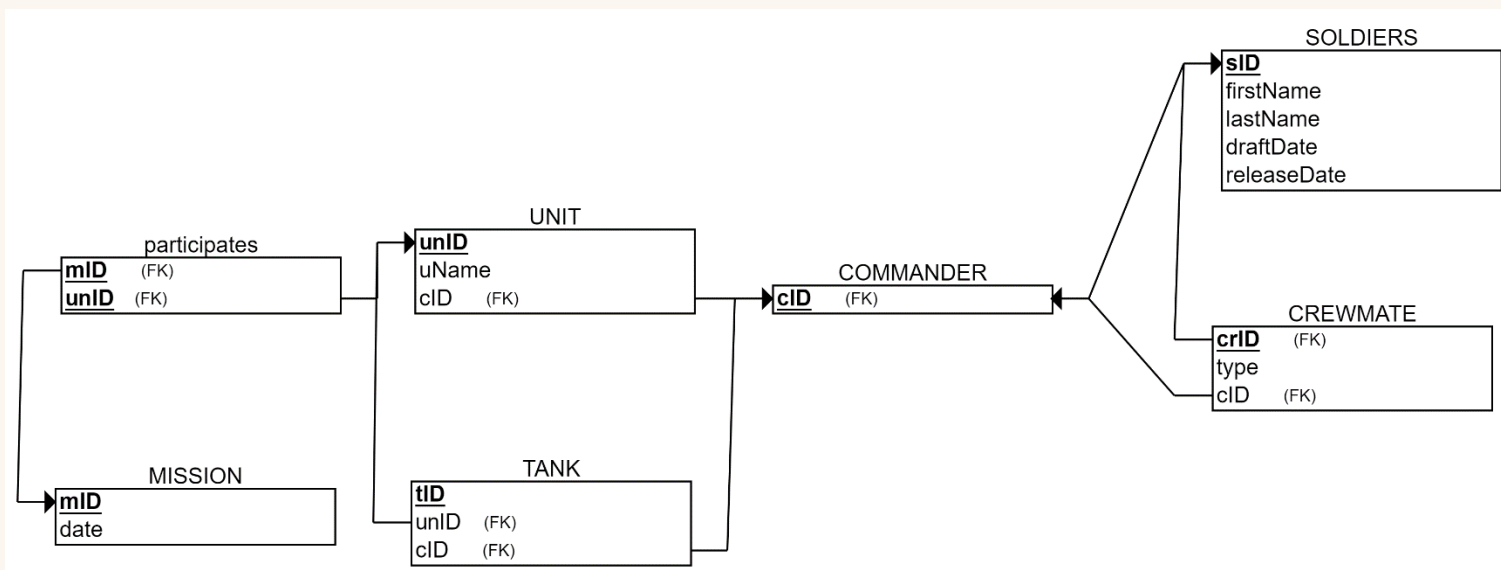 SOLDIERS
sID
firstName
lastName
draftDate
releaseDate
UNIT
unID
uName
cID (FK)
participates
mID (FK)
unID (FK)
COMMANDER
cID (FK)
CREWMATE
crID (FK)
type
cID (FK)
MISSION
mID
date
TANK
tID
unID (FK)
cID (FK)